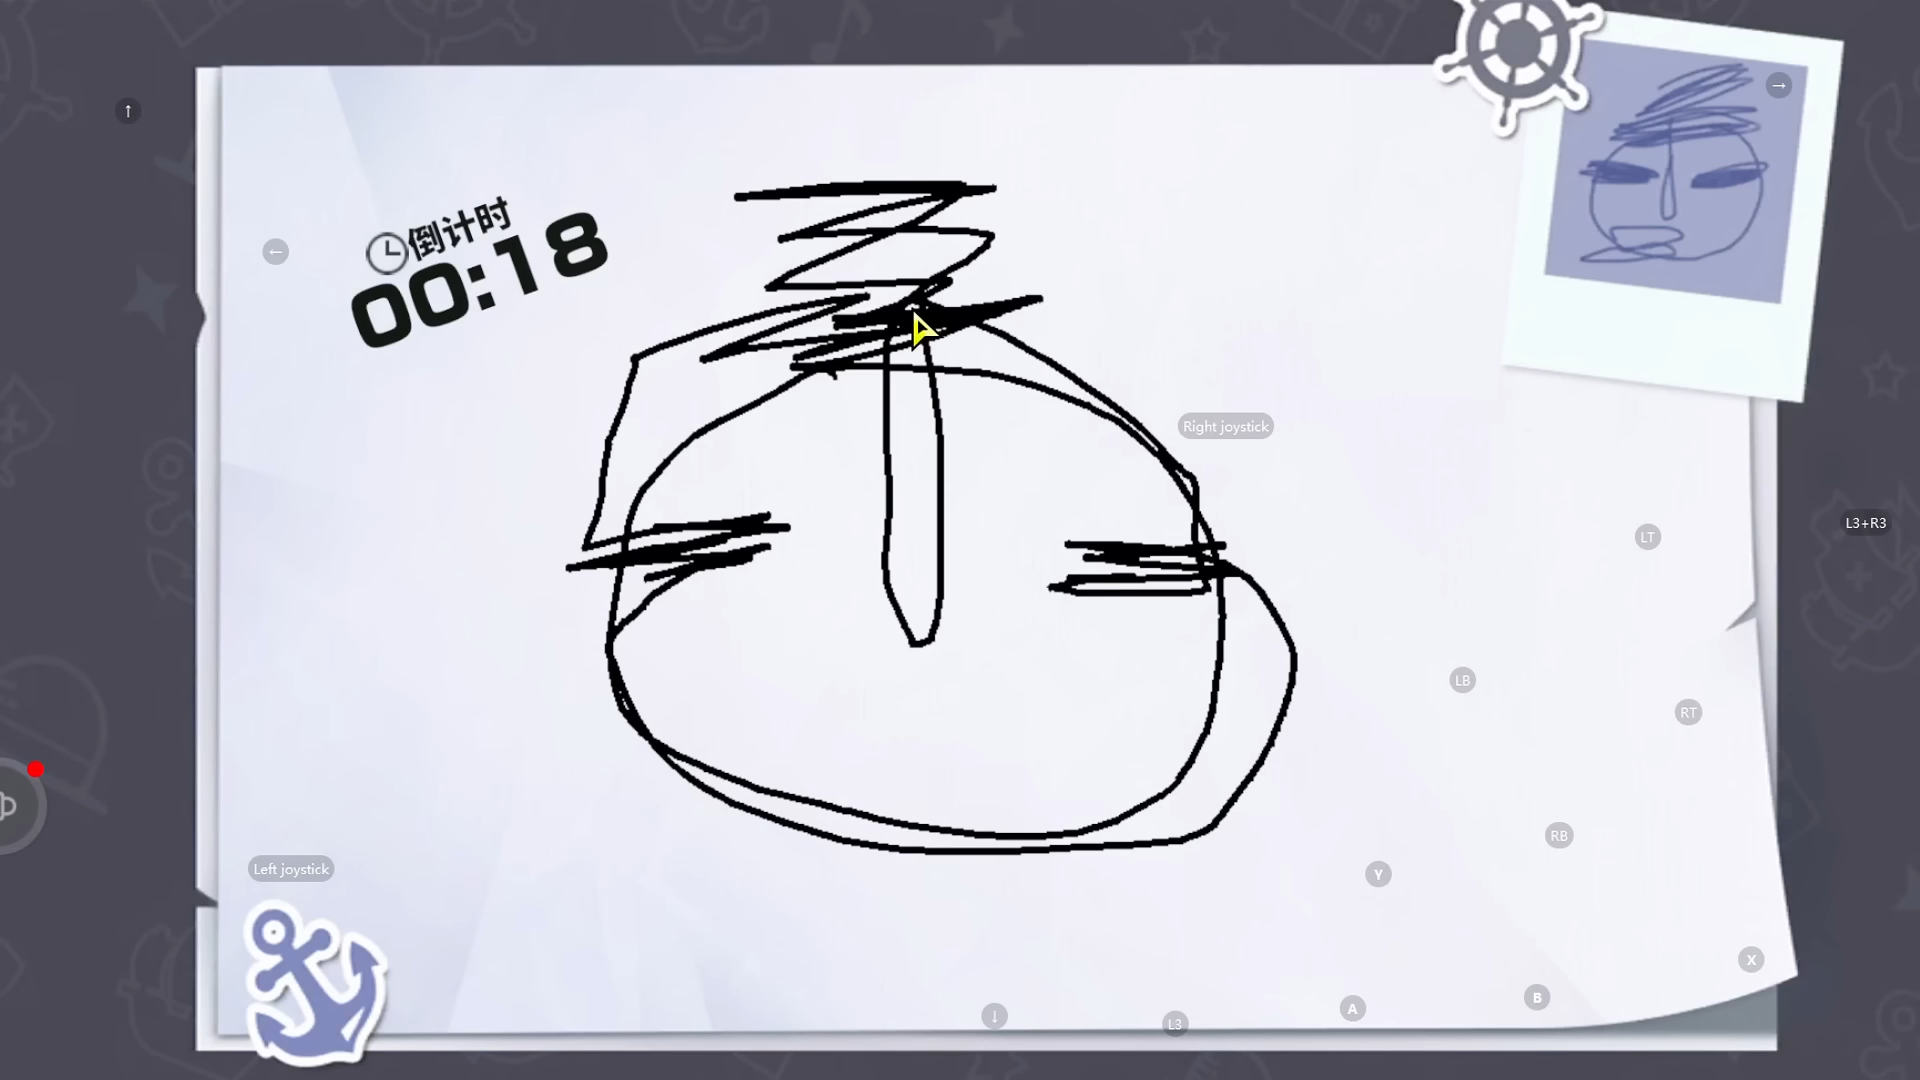 ↑
→
←
倒计时
00:18
Right joystick
L3+R3
LT
LB
RT
RB
Left joystick
Y
X
B
A
↓
L3